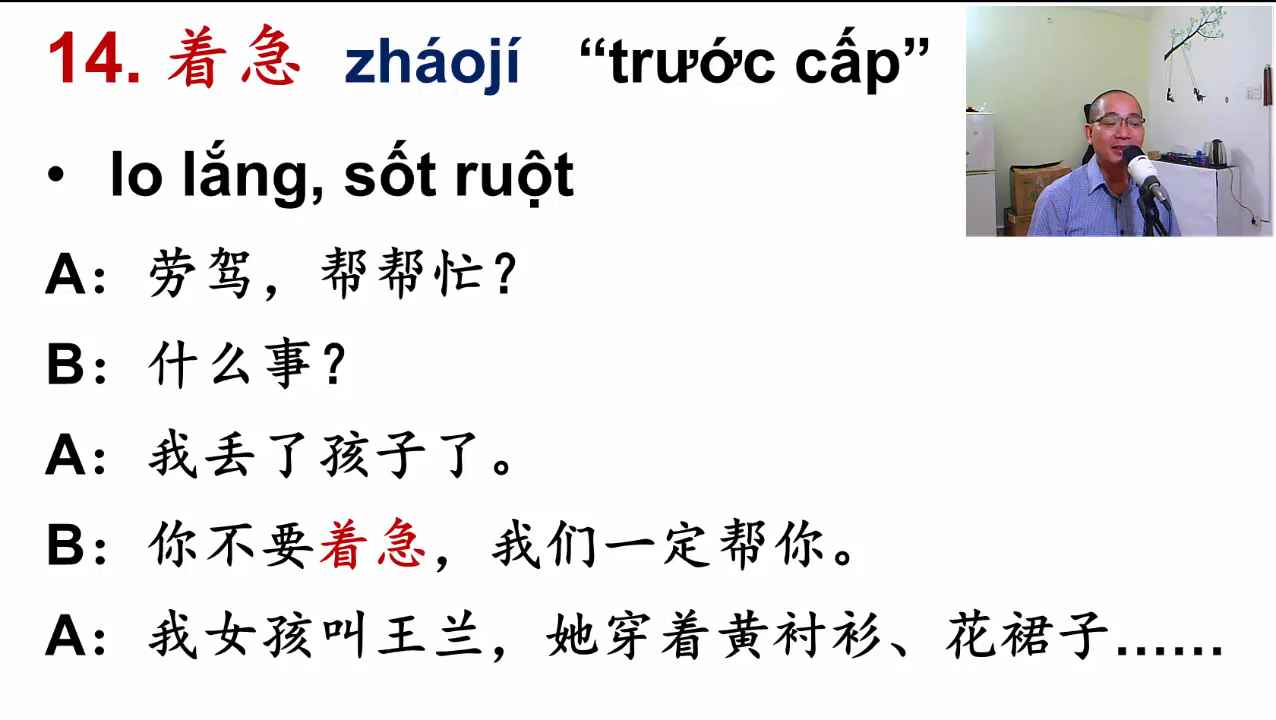 14. 着急 zháojí “trước cấp”
• lo lắng, sốt ruột
A：劳驾，帮帮忙？
B：什么事？
A：我丢了孩子了。
B：你不要着急，我们一定帮你。
A：我女孩叫王兰，她穿着黄衬衫、花裙子……